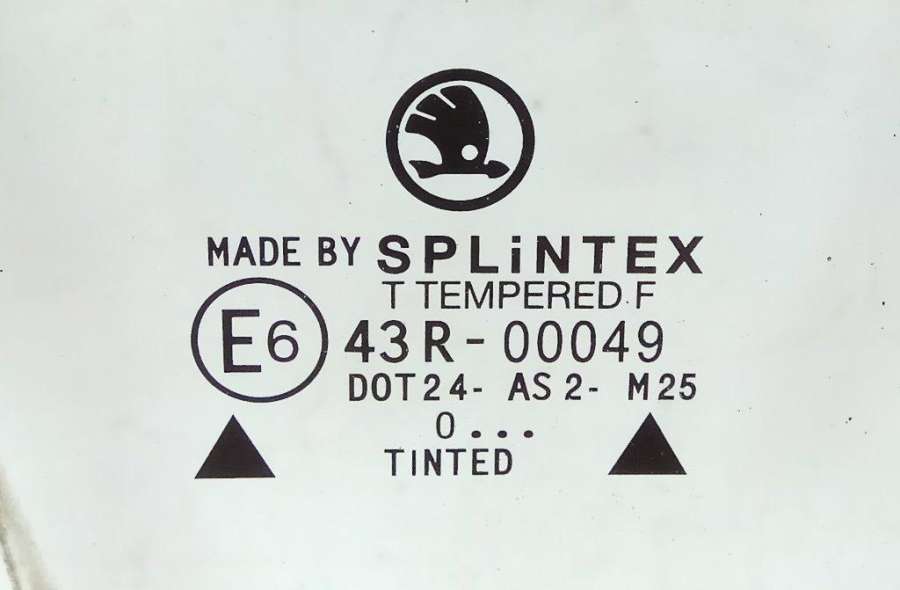 MADE BY SPLiNTEX
T TEMPERED F
E6 43R-00049
DOT24- AS2- M25
0...
TINTED